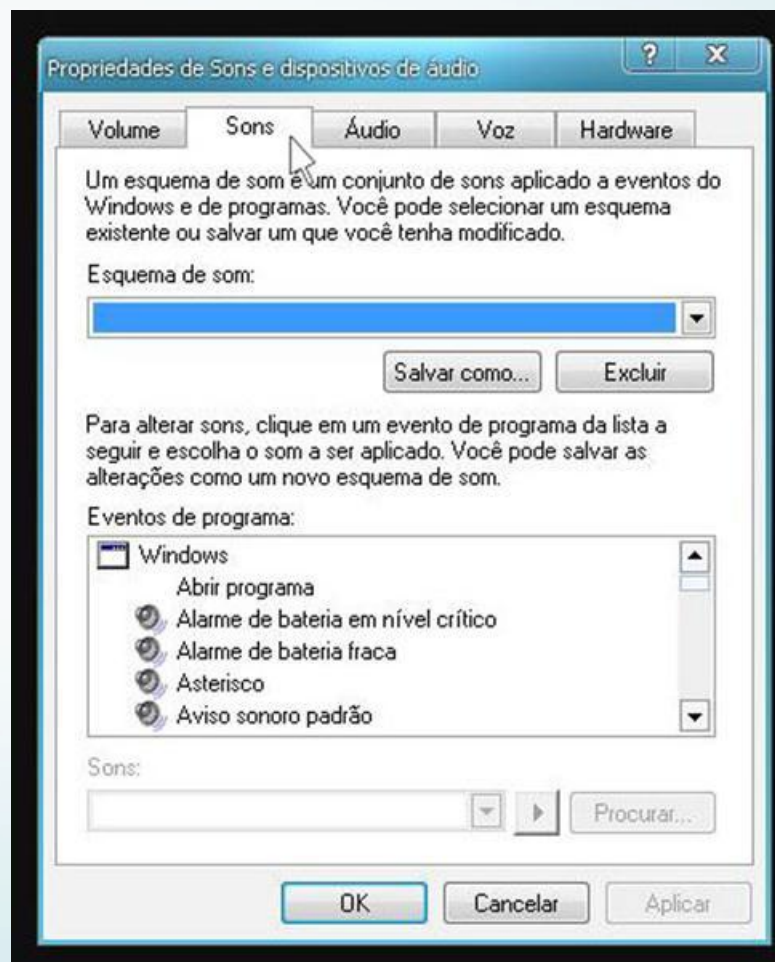 Propriedades de Sons e dispositivos de áudio
? X
Volume Sons Áudio Voz Hardware
Um esquema de som é um conjunto de sons aplicado a eventos do
Windows e de programas. Você pode selecionar um esquema
existente ou salvar um que você tenha modificado.
Esquema de som:
Salvar como... Excluir
Para alterar sons, clique em um evento de programa da lista a
seguir e escolha o som a ser aplicado. Você pode salvar as
alterações como um novo esquema de som.
Eventos de programa:
Windows
Abrir programa
Alarme de bateria em nível crítico
Alarme de bateria fraca
Asterisco
Aviso sonoro padrão
Sons:
Procurar...
OK Cancelar Aplicar